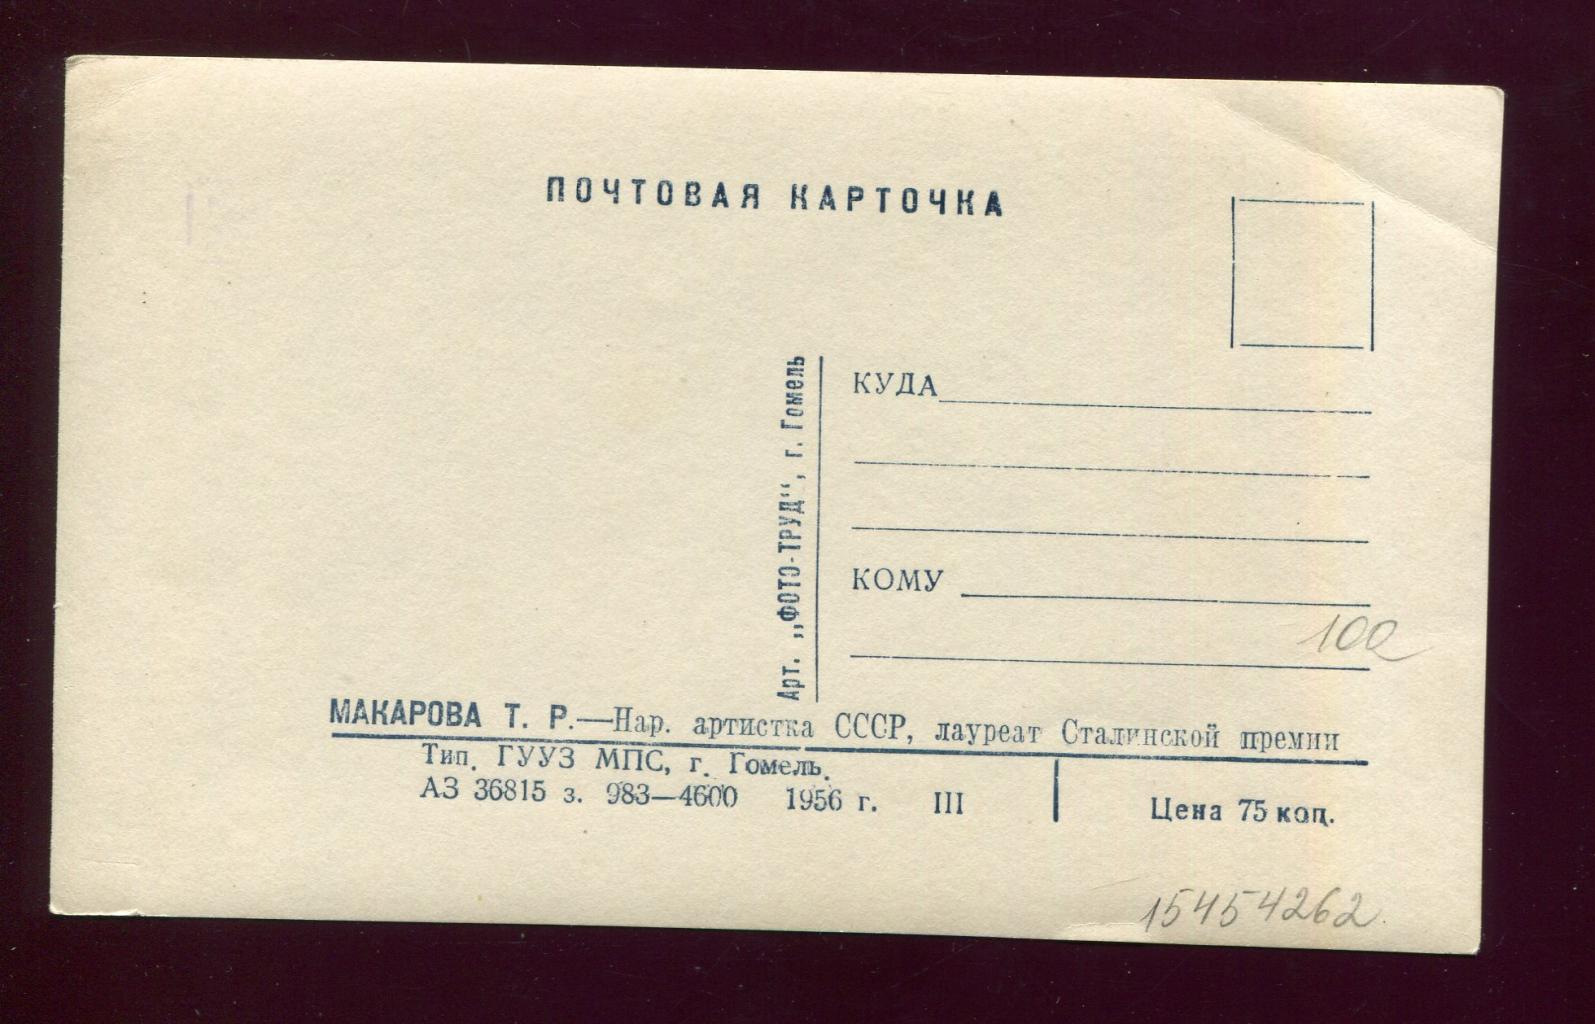 ПОЧТОВАЯ КАРТОЧКА
Арт. „ФОТО-ТРУД“, г. Гомель
КУДА
КОМУ
100
МАКАРОВА Т. Р.—Нар. артистка СССР, лауреат Сталинской премии
Тип. ГУУЗ МПС, г. Гомель.
АЗ 36815 з. 983—4600 1956 г. III
Цена 75 коп.
15454262